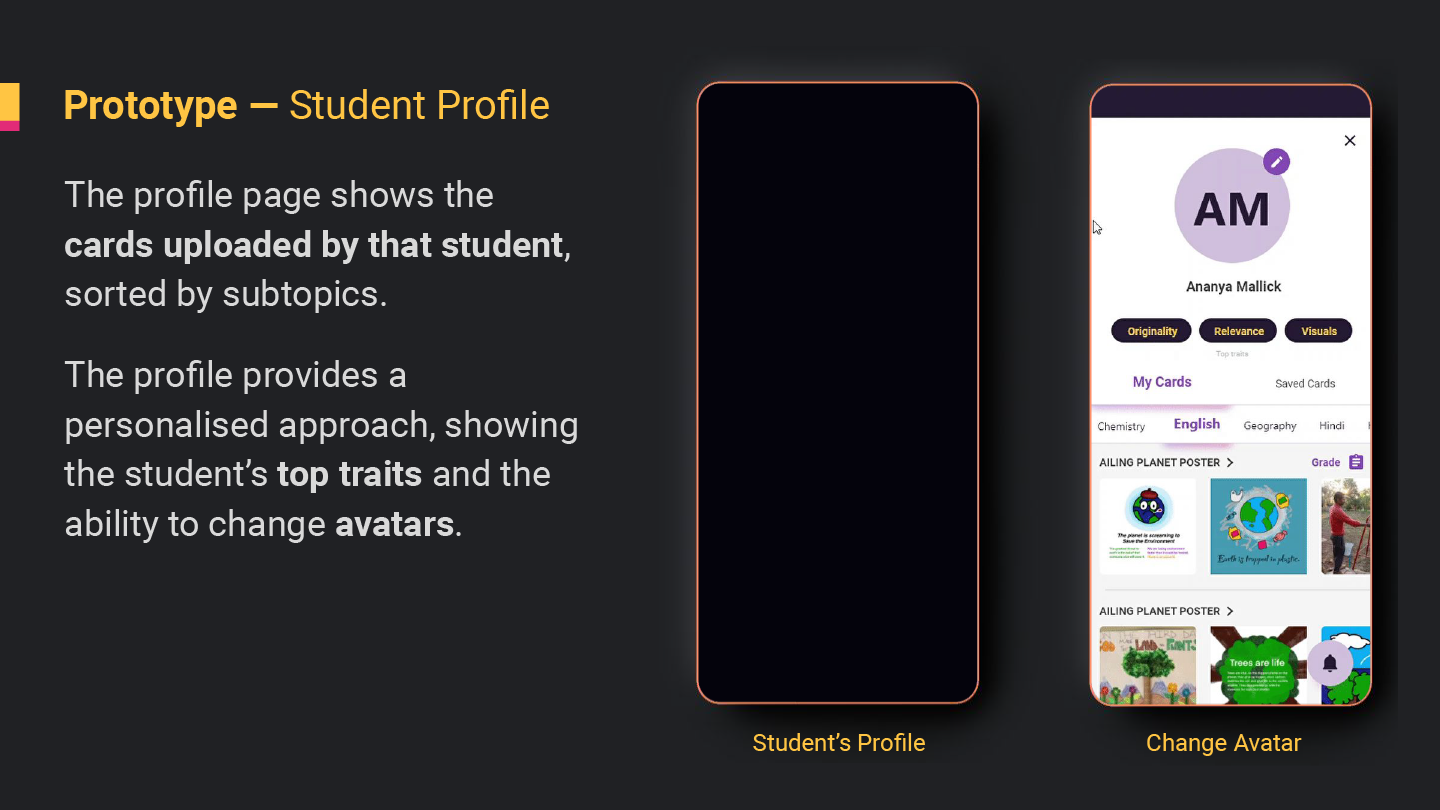 Prototype — Student Profile
The profile page shows the
cards uploaded by that student,
sorted by subtopics.
The profile provides a
personalised approach, showing
the student's top traits and the
ability to change avatars.
Student's Profile
AM
Ananya Mallick
Originality Relevance Visuals
Top traits
My Cards Saved Cards
Chemistry English Geography Hindi
AILING PLANET POSTER
Grade
The planet is screaming to
Save the Environment
Earth is trapped in plastic.
AILING PLANET POSTER
LAND PLANTS
Trees are life
Change Avatar